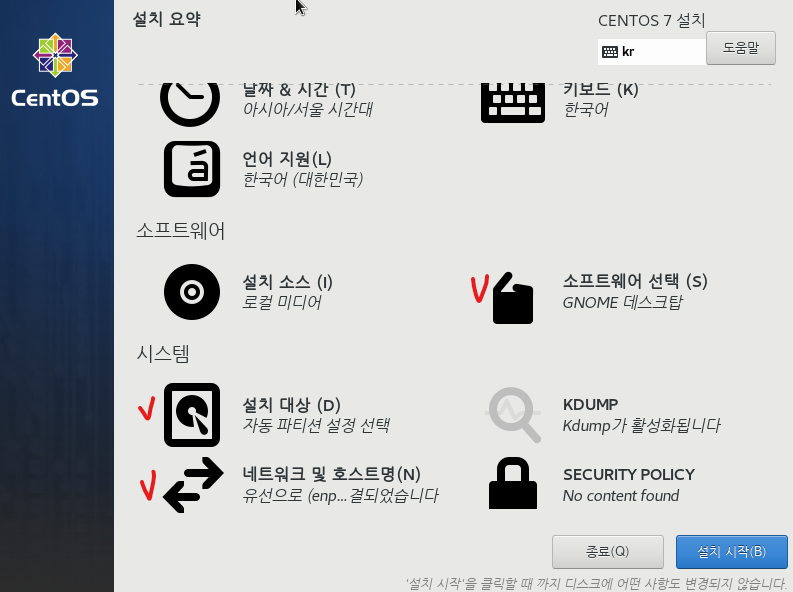 설치 요약
CENTOS 7 설치
kr
도움말
CentOS
날짜 & 시간 (T)
아시아/서울 시간대
키보드 (K)
한국어
언어 지원(L)
한국어 (대한민국)
소프트웨어
설치 소스 (I)
로컬 미디어
소프트웨어 선택 (S)
GNOME 데스크탑
시스템
설치 대상 (D)
자동 파티션 설정 선택
KDUMP
Kdump가 활성화됩니다
네트워크 및 호스트명(N)
유선으로 (enp...결되었습니다
SECURITY POLICY
No content found
종료(Q)
설치 시작(B)
'설치 시작'을 클릭할 때 까지 디스크에 어떤 사항도 변경되지 않습니다.